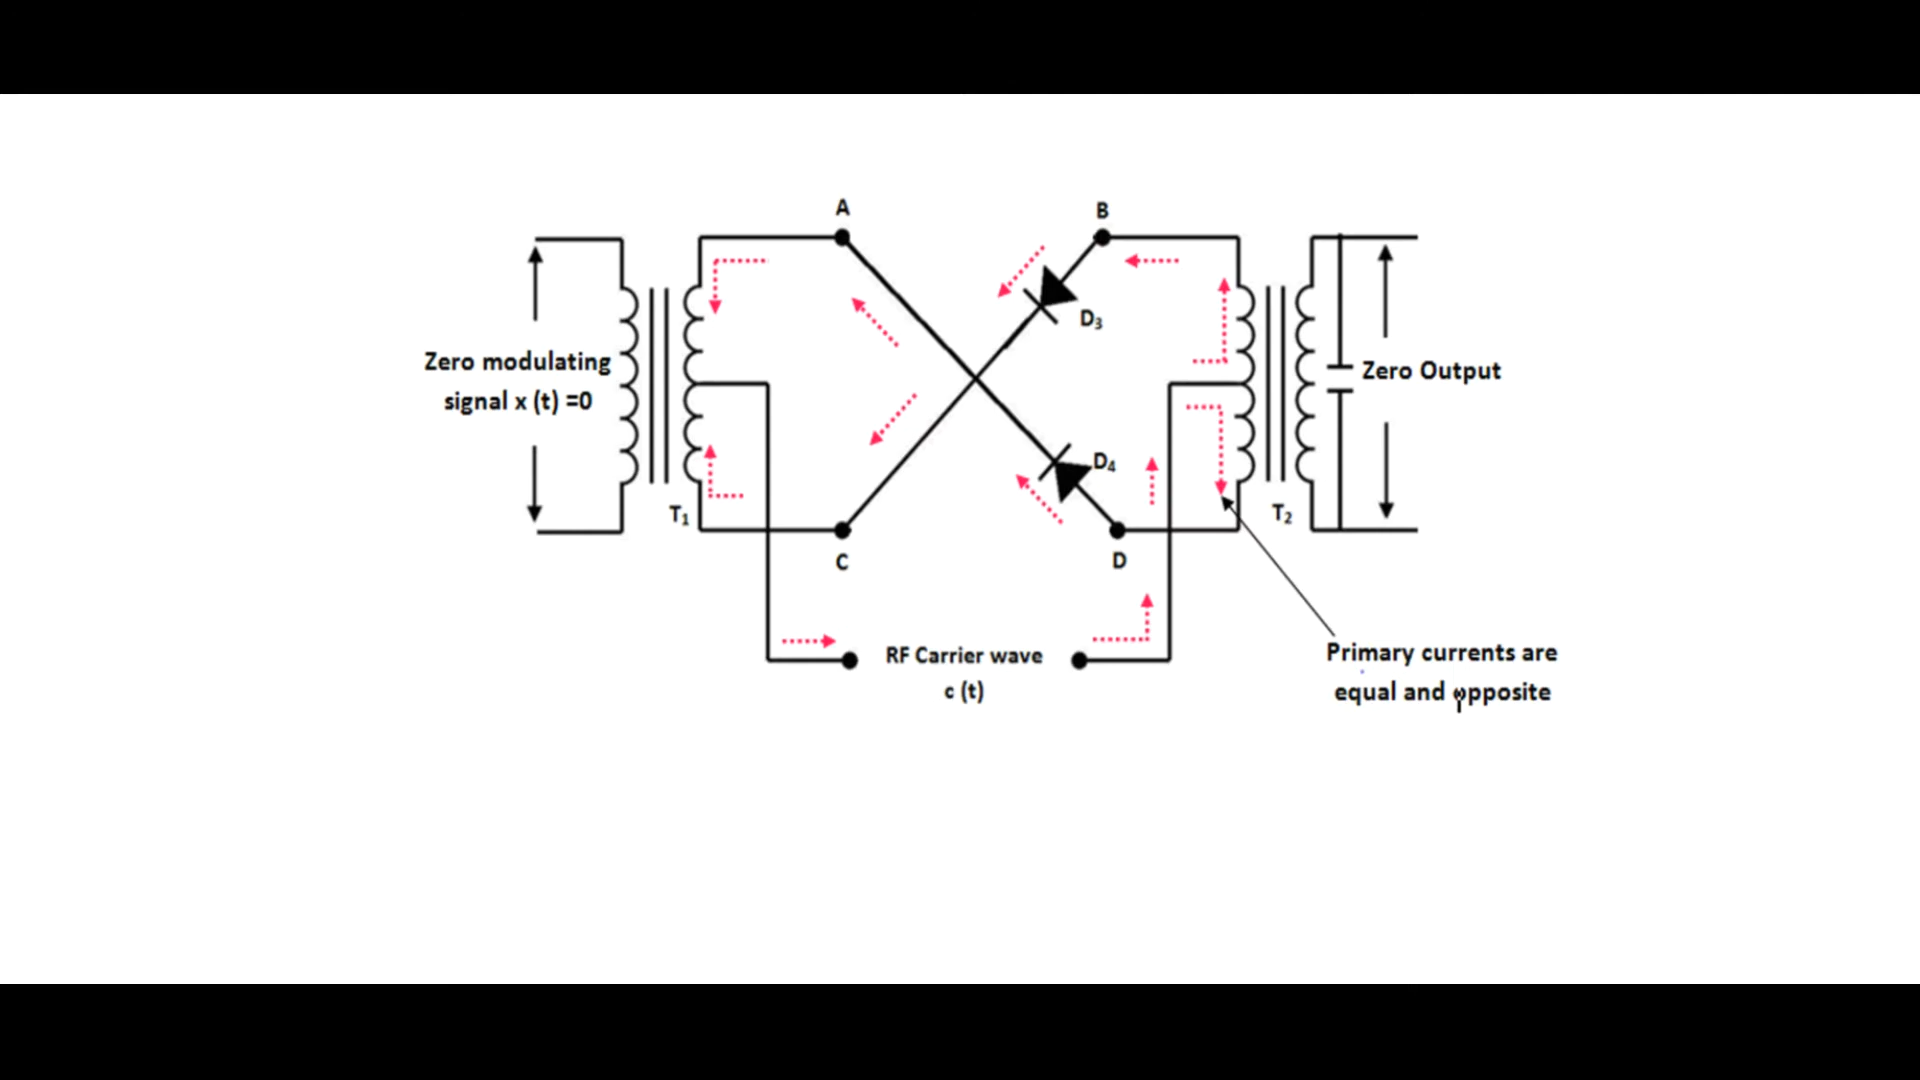 A
B
D₃
Zero modulating
signal x (t) =0
Zero Output
D₄
T₁
T₂
C
D
RF Carrier wave
c (t)
Primary currents are
equal and opposite